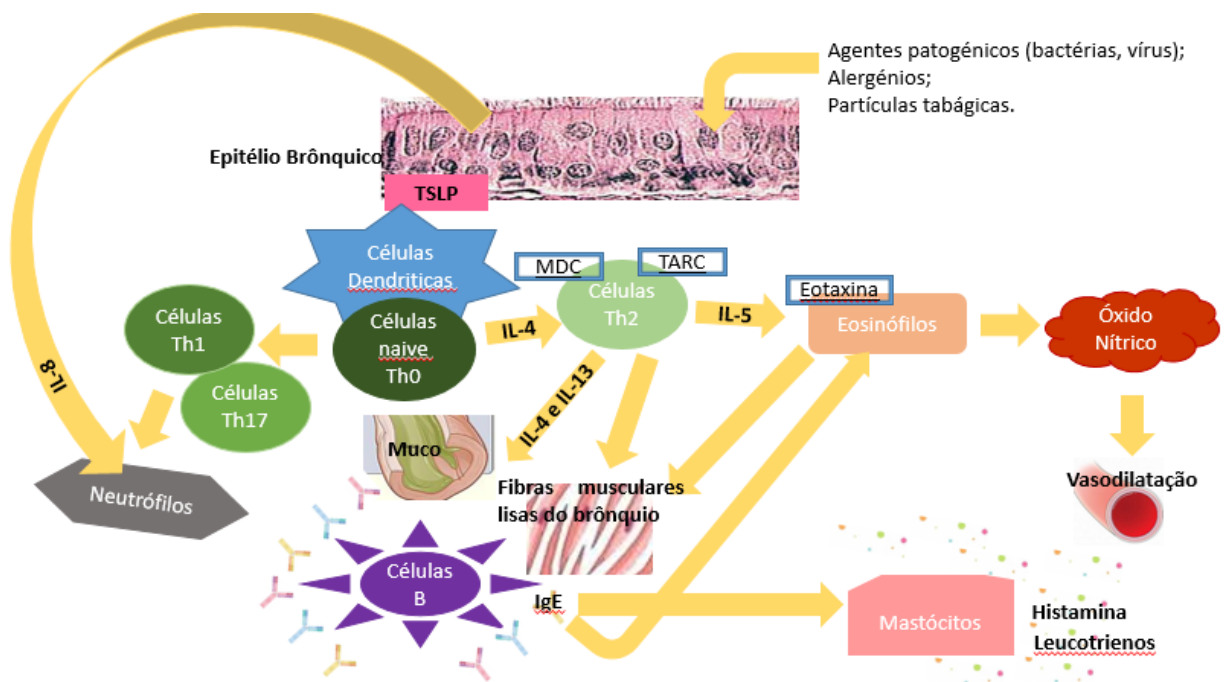 Agentes patogénicos (bactérias, vírus);
Alergénios;
Partículas tabágicas.
Epitélio Brônquico
TSLP
Células
Dendriticas
MDC
TARC
Células
Th2
Eotaxina
Eosinófilos
Óxido
Nítrico
Células
Th1
Células
naive
Th0
IL-4
IL-5
Células
Th17
IL-8
IL-4 e IL-13
Neutrófilos
Muco
Fibras musculares
lisas do brônquio
Vasodilatação
Células
B
IgE
Mastócitos
Histamina
Leucotrienos